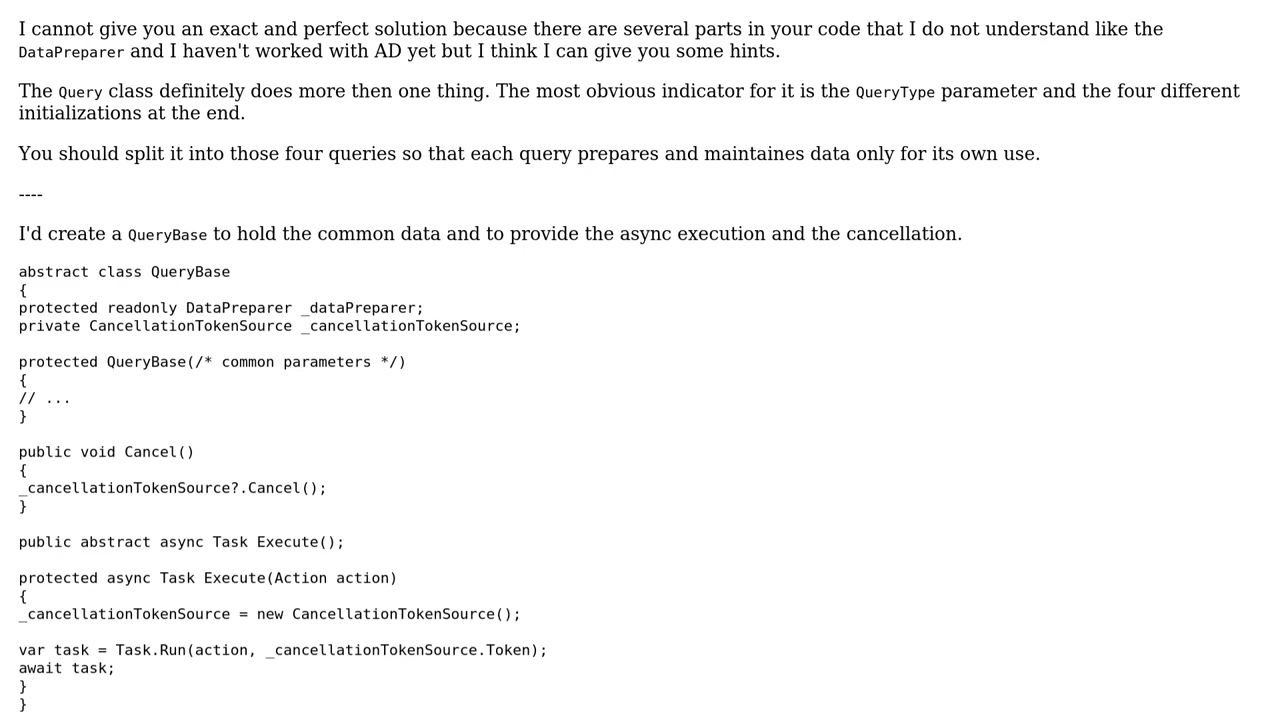 I cannot give you an exact and perfect solution because there are several parts in your code that I do not understand like the
DataPreparer and I haven't worked with AD yet but I think I can give you some hints.
The Query class definitely does more then one thing. The most obvious indicator for it is the QueryType parameter and the four different
initializations at the end.
You should split it into those four queries so that each query prepares and maintaines data only for its own use.
----
I'd create a QueryBase to hold the common data and to provide the async execution and the cancellation.
abstract class QueryBase
{
protected readonly DataPreparer _dataPreparer;
private CancellationTokenSource _cancellationTokenSource;
protected QueryBase(/* common parameters */)
{
// ...
}
public void Cancel()
{
_cancellationTokenSource?.Cancel();
}
public abstract async Task Execute();
protected async Task Execute(Action action)
{
_cancellationTokenSource = new CancellationTokenSource();
var task = Task.Run(action, _cancellationTokenSource.Token);
await task;
}
}